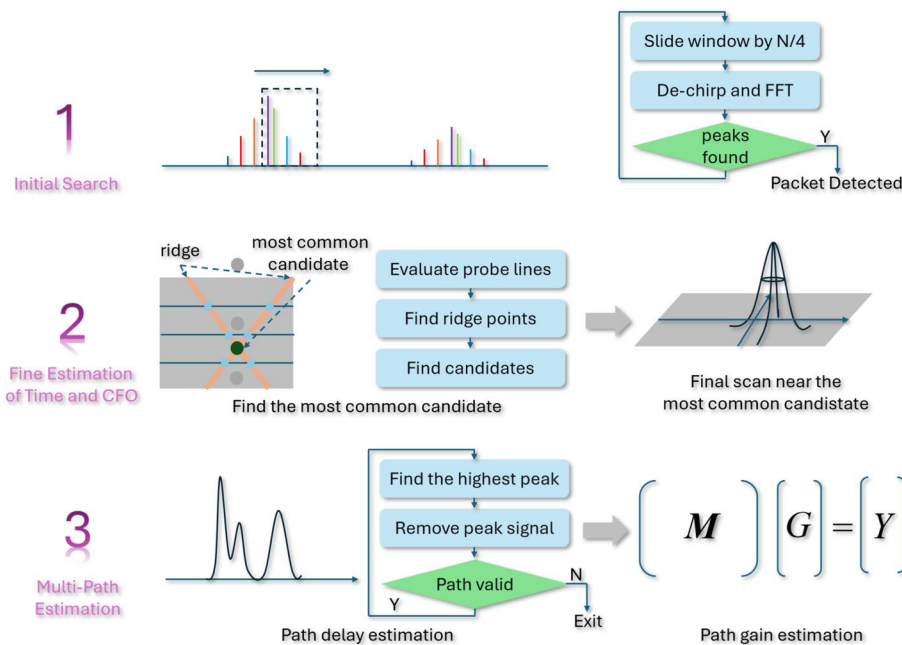 1
Initial Search
Slide window by N/4
De-chirp and FFT
peaks
found
Y
Packet Detected
2
Fine Estimation
of Time and CFO
ridge
most common
candidate
Evaluate probe lines
Find ridge points
Find candidates
Find the most common candidate
Final scan near the
most common candistate
3
Multi-Path
Estimation
Find the highest peak
Remove peak signal
Path valid
N
Y
Exit
Path delay estimation
M G = Y
Path gain estimation